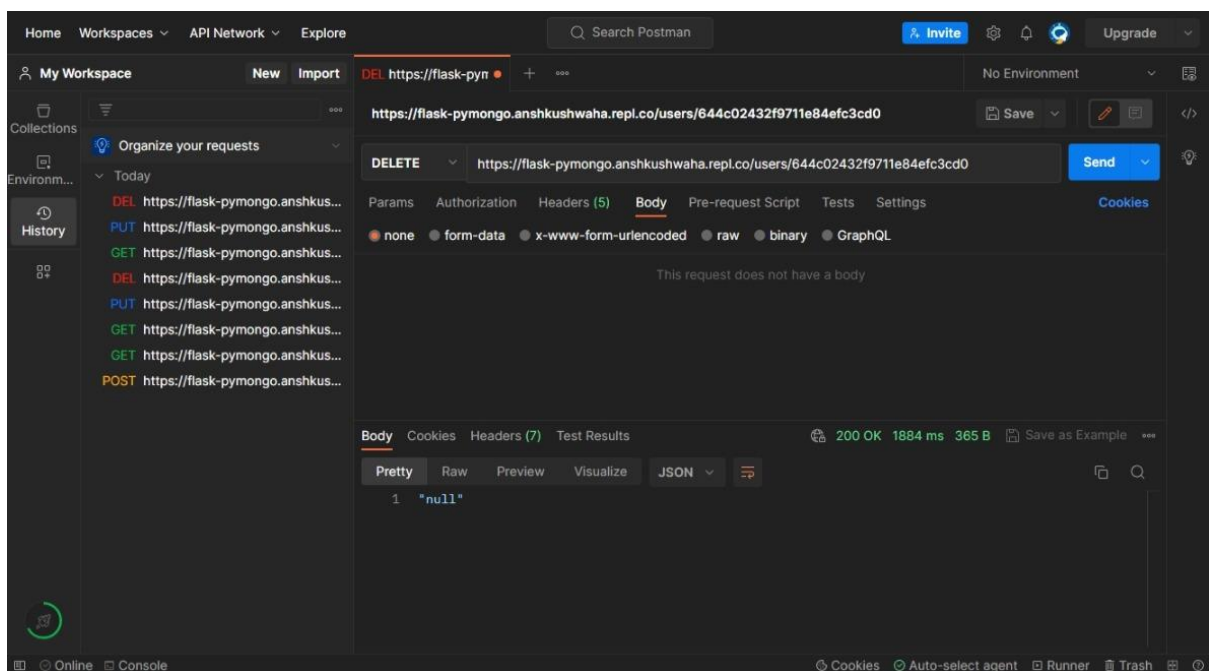 Home Workspaces API Network Explore Search Postman Invite Upgrade
My Workspace New Import DEL https://flask-pym No Environment
Collections
Environm...
History
Organize your requests
Today
DEL https://flask-pymongo.anshkus...
PUT https://flask-pymongo.anshkus...
GET https://flask-pymongo.anshkus...
DEL https://flask-pymongo.anshkus...
PUT https://flask-pymongo.anshkus...
GET https://flask-pymongo.anshkus...
GET https://flask-pymongo.anshkus...
POST https://flask-pymongo.anshkus...
https://flask-pymongo.anshkushwaha.repl.co/users/644c02432f9711e84efc3cd0 Save
DELETE https://flask-pymongo.anshkushwaha.repl.co/users/644c02432f9711e84efc3cd0 Send
Params Authorization Headers (5) Body Pre-request Script Tests Settings Cookies
none form-data x-www-form-urlencoded raw binary GraphQL
This request does not have a body
Body Cookies Headers (7) Test Results 200 OK 1884 ms 365 B Save as Example
Pretty Raw Preview Visualize JSON
1 "null"
Online Console Cookies Auto-select agent Runner Trash